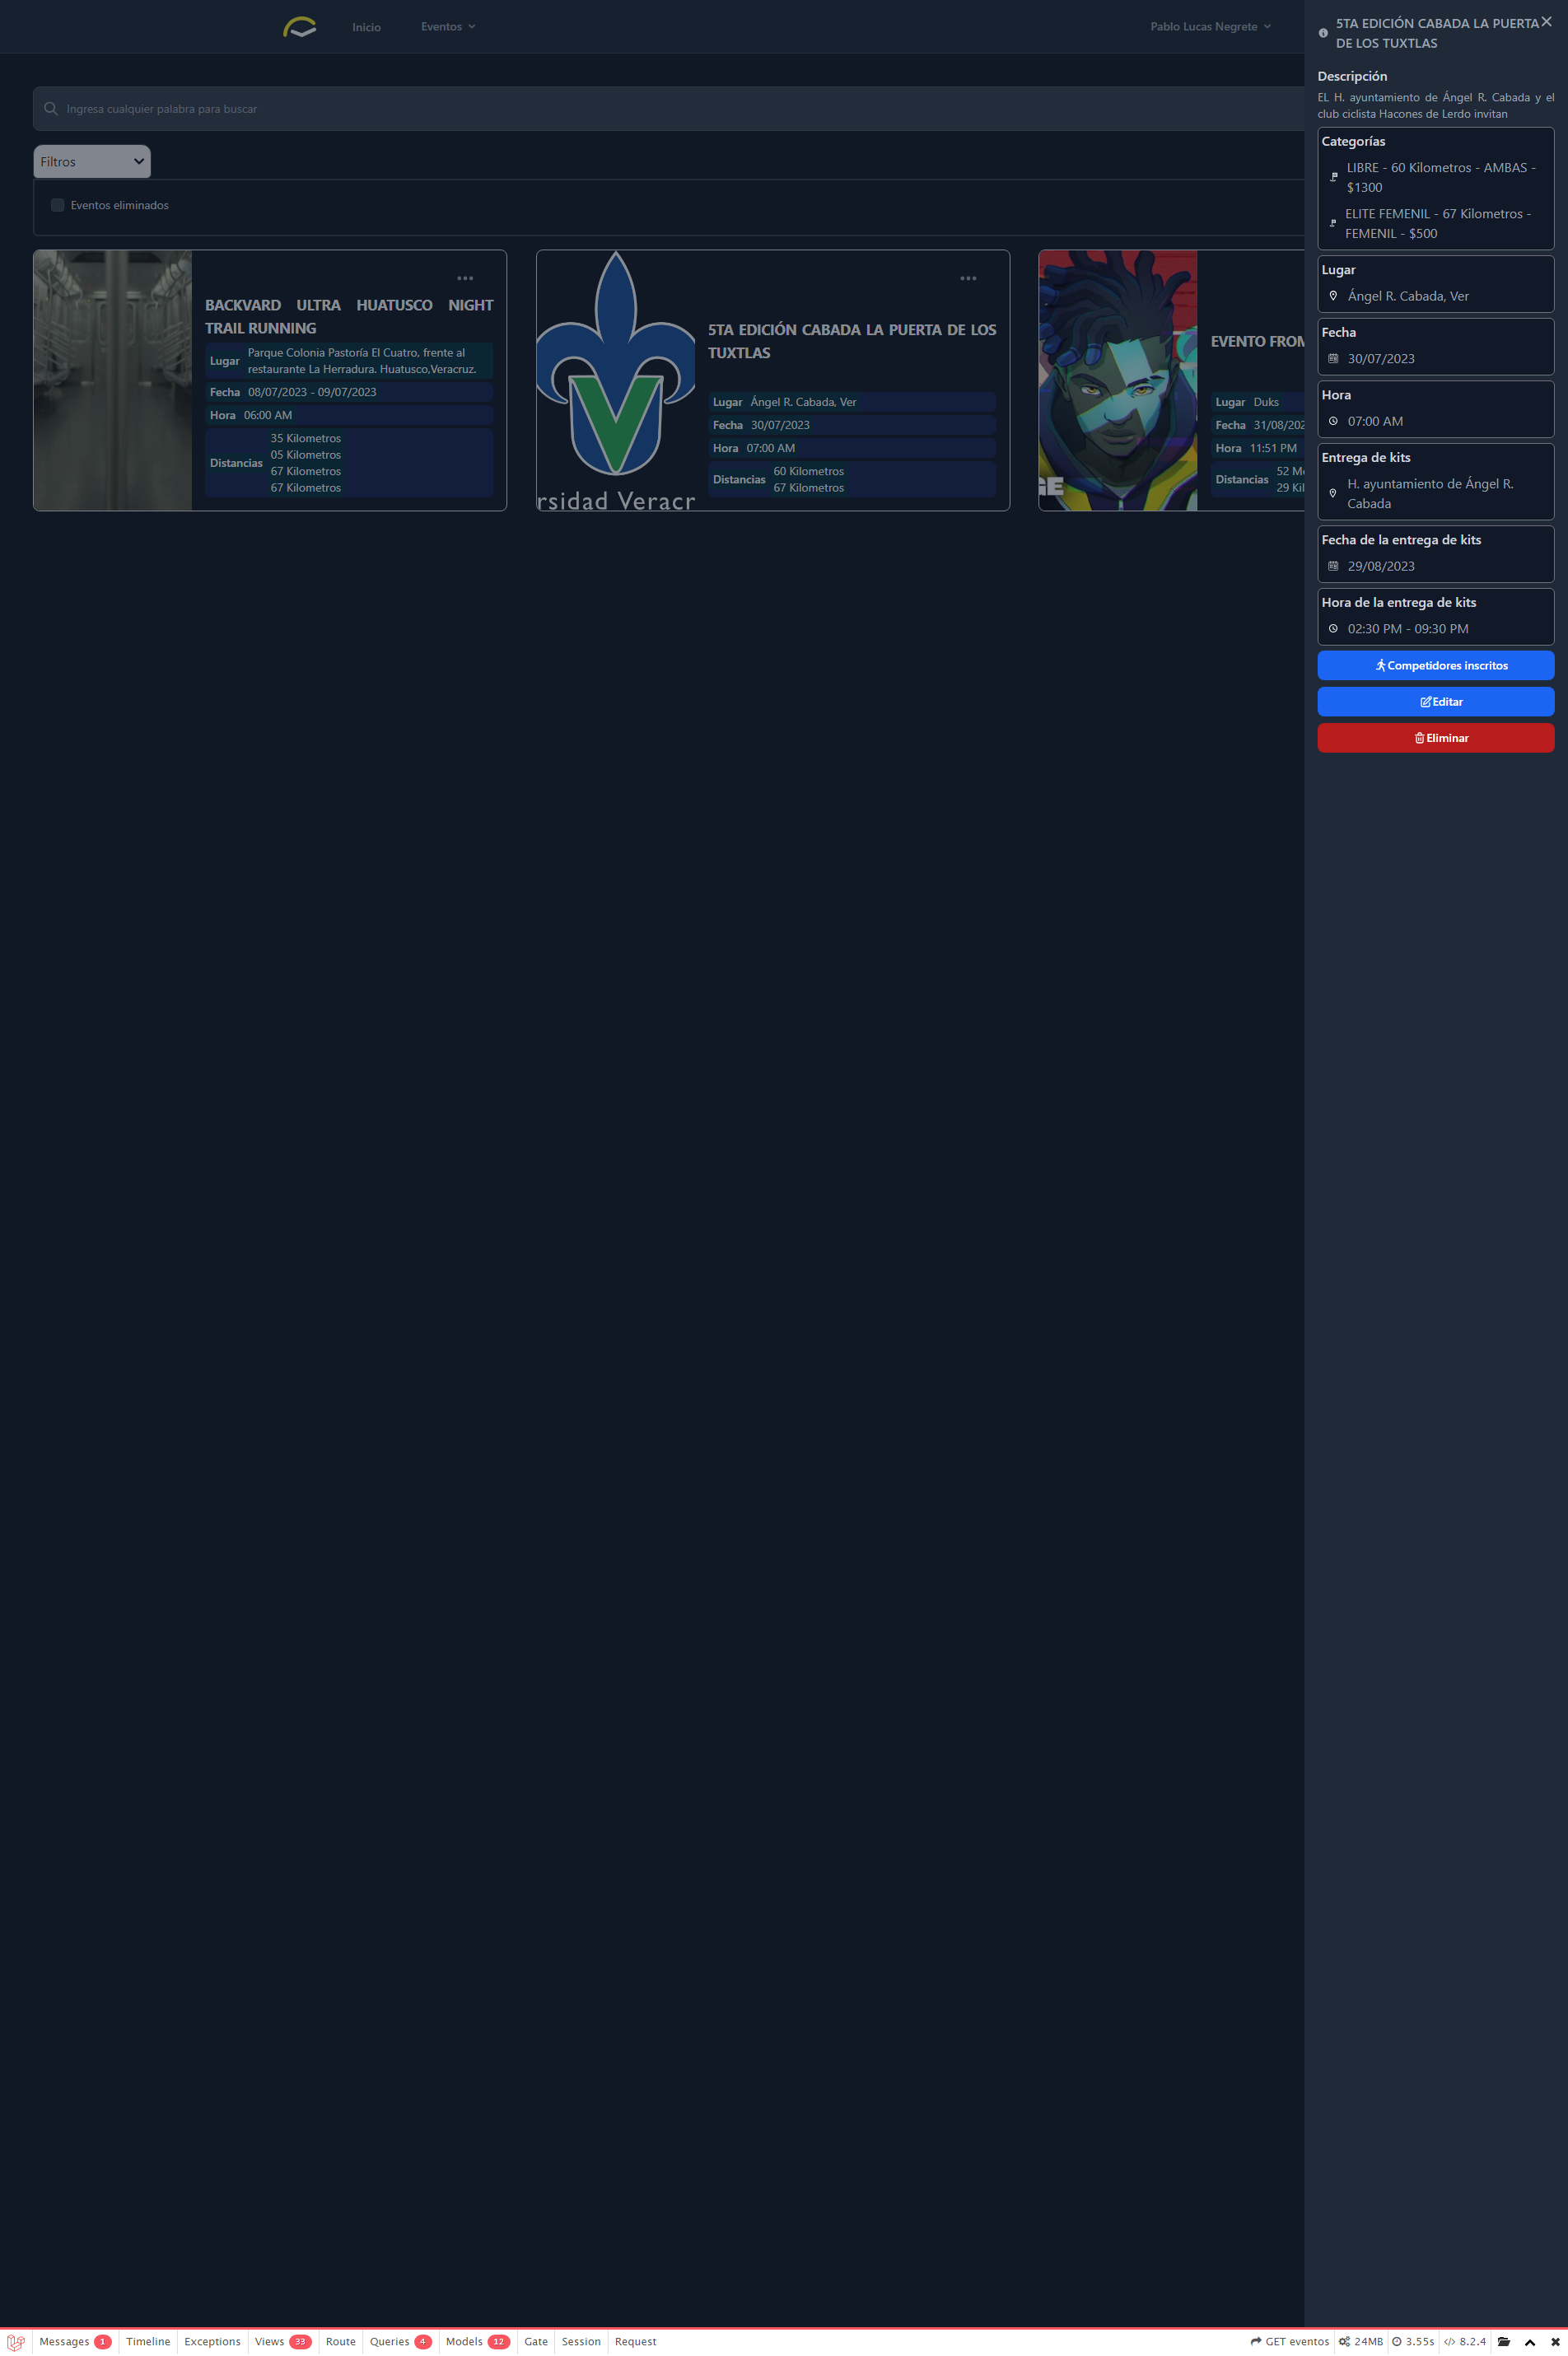 Inicio
Eventos
Pablo Lucas Negrete
Ingresa cualquier palabra para buscar
Filtros
Eventos eliminados
BACKVARD ULTRA HUATUSCO NIGHT
TRAIL RUNNING
Lugar Parque Colonia Pastoría El Cuatro, frente al
restaurante La Herradura. Huatusco,Veracruz.
Fecha 08/07/2023 - 09/07/2023
Hora 06:00 AM
Distancias
35 Kilometros
05 Kilometros
67 Kilometros
67 Kilometros
rsidad Veracr
5TA EDICIÓN CABADA LA PUERTA DE LOS
TUXTLAS
Lugar Ángel R. Cabada, Ver
Fecha 30/07/2023
Hora 07:00 AM
Distancias
60 Kilometros
67 Kilometros
GE
EVENTO FROM
Lugar Duks
Fecha 31/08/202
Hora 11:51 PM
Distancias
52 Me
29 Kil
5TA EDICIÓN CABADA LA PUERTA
DE LOS TUXTLAS
Descripción
EL H. ayuntamiento de Ángel R. Cabada y el
club ciclista Hacones de Lerdo invitan
Categorías
LIBRE - 60 Kilometros - AMBAS -
$1300
ELITE FEMENIL - 67 Kilometros -
FEMENIL - $500
Lugar
Ángel R. Cabada, Ver
Fecha
30/07/2023
Hora
07:00 AM
Entrega de kits
H. ayuntamiento de Ángel R.
Cabada
Fecha de la entrega de kits
29/08/2023
Hora de la entrega de kits
02:30 PM - 09:30 PM
Competidores inscritos
Editar
Eliminar
Messages 1 Timeline Exceptions Views 33 Route Queries 4 Models 12 Gate Session Request GET eventos 24MB 3.55s 8.2.4